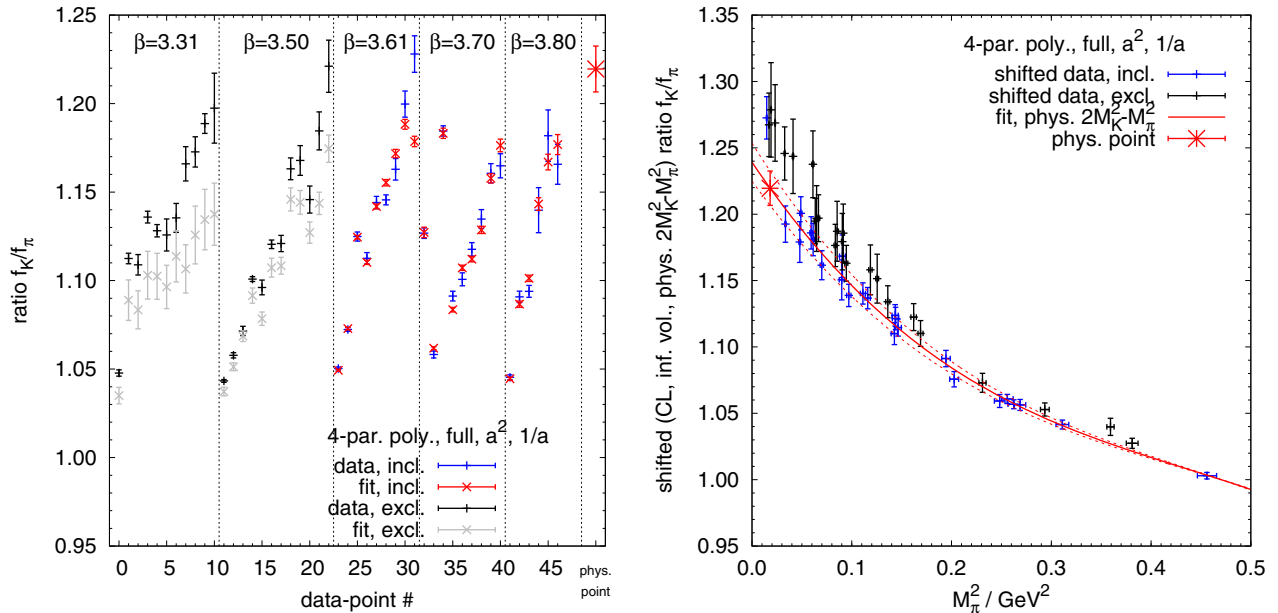 ratio f_K/f_π
1.25
1.20
1.15
1.10
1.05
1.00
0.95
β=3.31 β=3.50 β=3.61 β=3.70 β=3.80
4-par. poly., full, a², 1/a
data, incl.
fit, incl.
data, excl.
fit, excl.
0 10 20 30 40 45 phys. point
data-point #
shifted (CL, inf. vol., phys. 2M_K²-M_π²) ratio f_K/f_π
1.35
1.30
1.25
1.20
1.15
1.10
1.05
1.00
0.95
4-par. poly., full, a², 1/a
shifted data, incl.
shifted data, excl.
fit, phys. 2M_K²-M_π²
phys. point
0.0 0.1 0.2 0.3 0.4 0.5
M_π² / GeV²